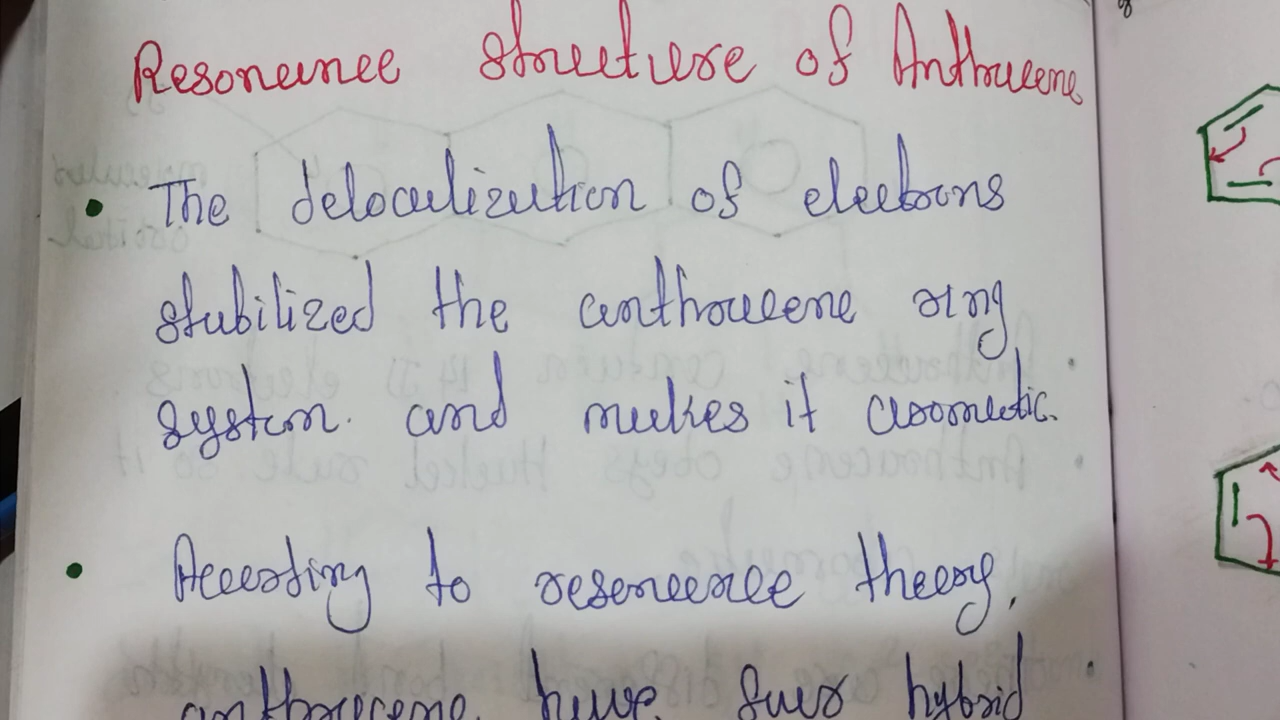 Resonance structure of Anthracene
• The delocalization of electrons
stabilized the anthracene ring
system. and makes it aromatic.
• According to resonance theory,
anthracene have four hybrid